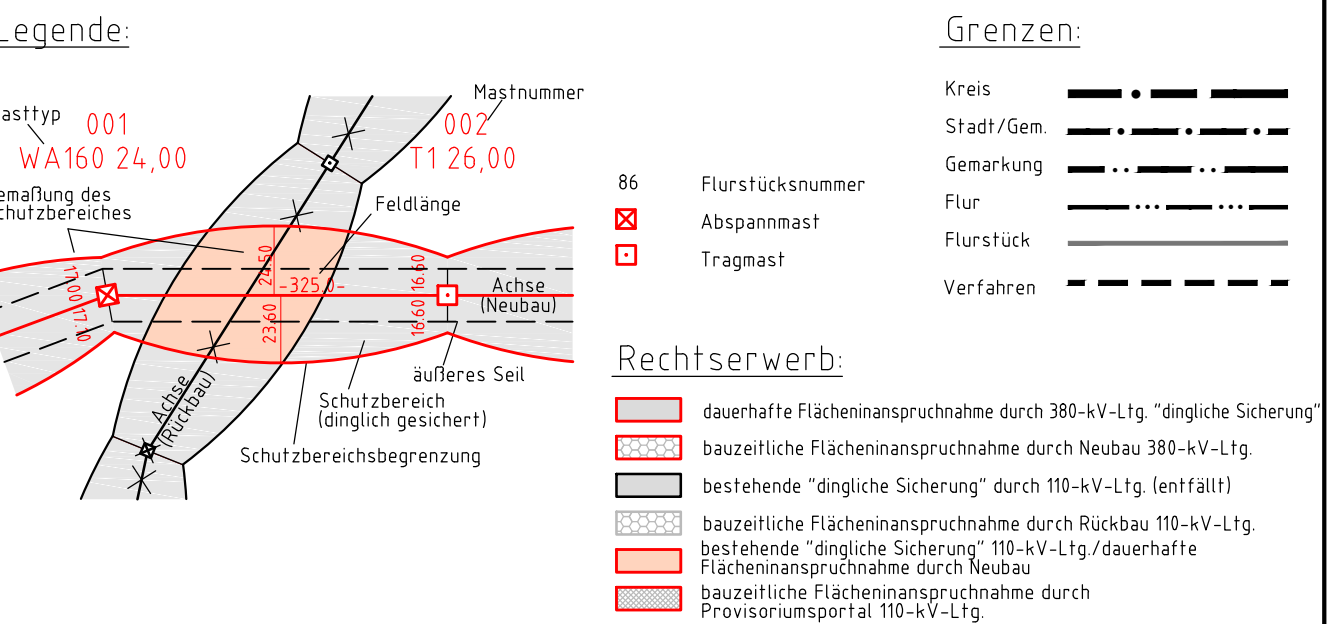 Legende:
Mastnummer
asttyp
001
002
WA160 24,00
T1 26,00
emaßung des
chutzbereiches
Feldlänge
17.00
17.10
24.50
23.60
-325.0-
16.60
16.60
Achse
(Neubau)
äußeres Seil
Achse
(Rückbau)
Schutzbereich
(dinglich gesichert)
Schutzbereichsbegrenzung
86
Flurstücksnummer
Abspannmast
Tragmast
Grenzen:
Kreis
Stadt/Gem.
Gemarkung
Flur
Flurstück
Verfahren
Rechtserwerb:
dauerhafte Flächeninanspruchnahme durch 380-kV-Ltg. "dingliche Sicherung"
bauzeitliche Flächeninanspruchnahme durch Neubau 380-kV-Ltg.
bestehende "dingliche Sicherung" durch 110-kV-Ltg. (entfällt)
bauzeitliche Flächeninanspruchnahme durch Rückbau 110-kV-Ltg.
bestehende "dingliche Sicherung" 110-kV-Ltg./dauerhafte
Flächeninanspruchnahme durch Neubau
bauzeitliche Flächeninanspruchnahme durch
Provisoriumsportal 110-kV-Ltg.